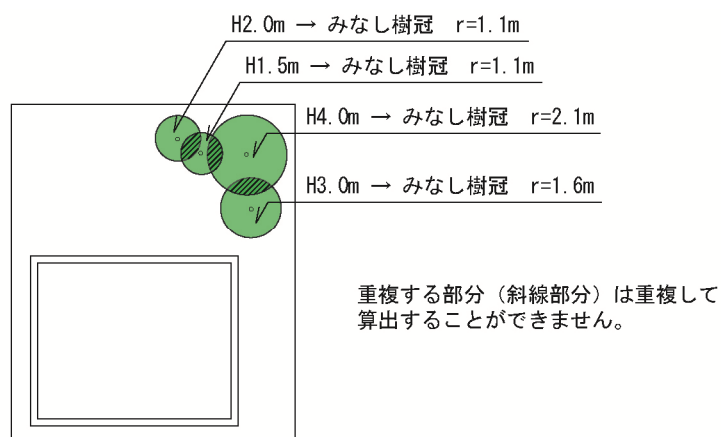 H2.0m → みなし樹冠 r=1.1m
H1.5m → みなし樹冠 r=1.1m
H4.0m → みなし樹冠 r=2.1m
H3.0m → みなし樹冠 r=1.6m
重複する部分（斜線部分）は重複して
算出することができません。